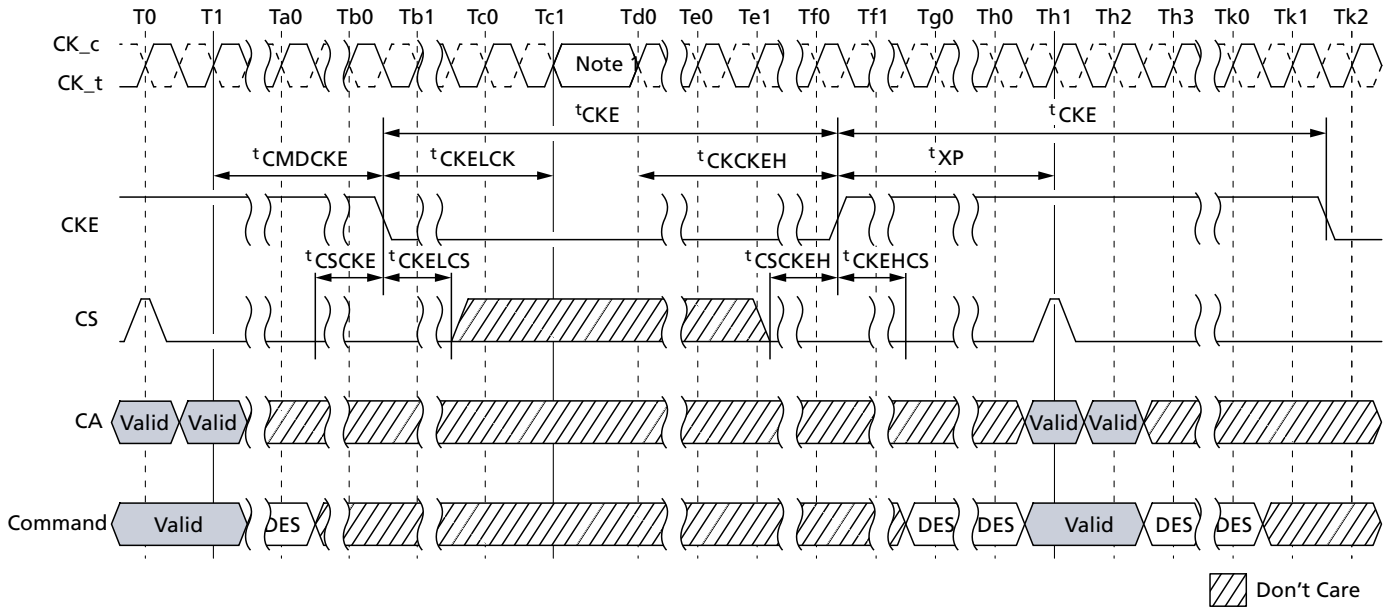 T0 T1 Ta0 Tb0 Tb1 Tc0 Tc1 Td0 Te0 Te1 Tf0 Tf1 Tg0 Th0 Th1 Th2 Th3 Tk0 Tk1 Tk2
CK_c
Note 1
CK_t
tCKE tCKE
tCMDCKE tCKELCK tCKCKEH tXP
CKE
tCSCKE tCKELCS tCSCKEH tCKEHCS
CS
CA Valid Valid Valid Valid
Command Valid DES DES DES Valid DES DES
Don't Care